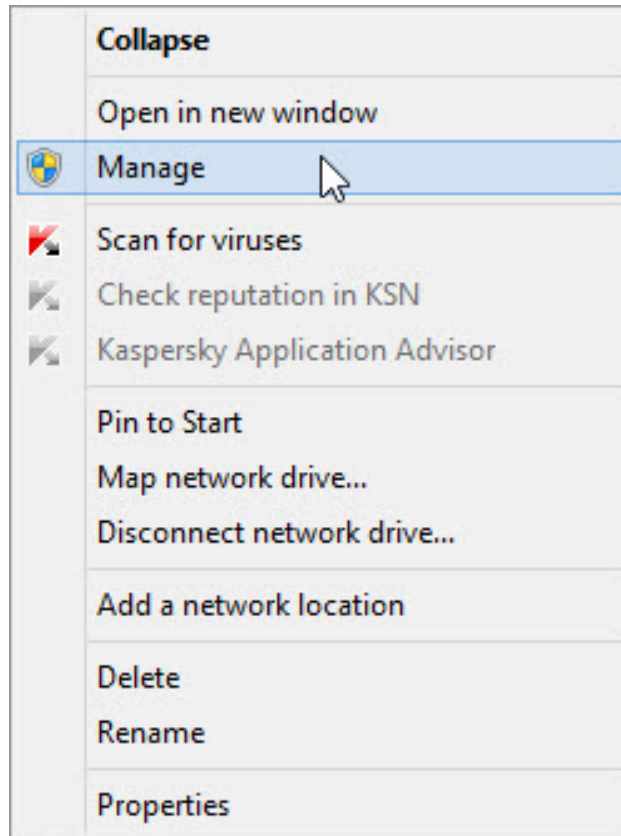 Collapse
Open in new window
Manage
Scan for viruses
Check reputation in KSN
Kaspersky Application Advisor
Pin to Start
Map network drive...
Disconnect network drive...
Add a network location
Delete
Rename
Properties